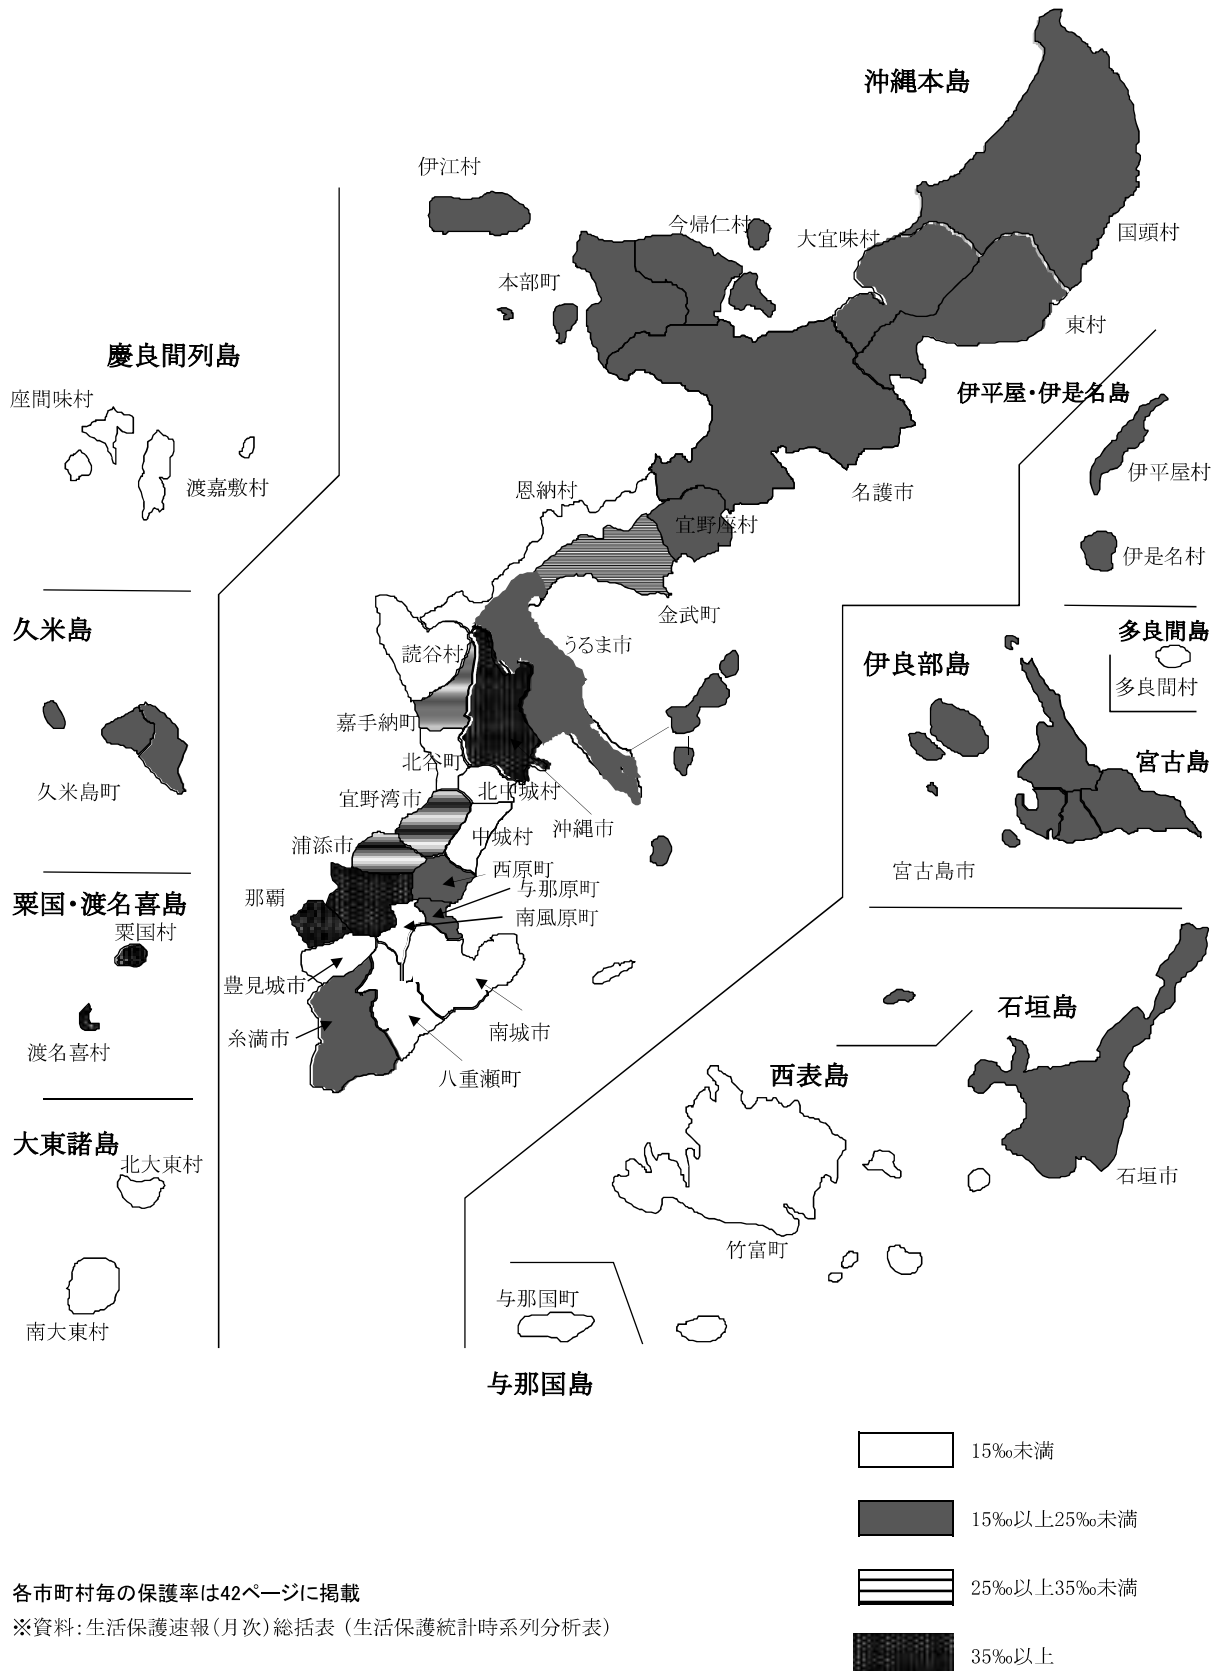 沖縄本島
伊江村
今帰仁村
大宜味村
国頭村
本部町
東村
慶良間列島
座間味村
渡嘉敷村
伊平屋・伊是名島
伊平屋村
伊是名村
恩納村
名護市
宜野座村
金武町
久米島
久米島町
読谷村
うるま市
嘉手納町
北谷町
北中城村
宜野湾市
沖縄市
中城村
浦添市
西原町
与那原町
那覇
南風原町
豊見城市
糸満市
南城市
八重瀬町
多良間島
多良間村
伊良部島
宮古島
宮古島市
粟国・渡名喜島
粟国村
渡名喜村
石垣島
石垣市
西表島
竹富町
大東諸島
北大東村
南大東村
与那国町
与那国島
15‰未満
15‰以上25‰未満
25‰以上35‰未満
35‰以上
各市町村毎の保護率は42ページに掲載
※資料：生活保護速報（月次）総括表（生活保護統計時系列分析表）